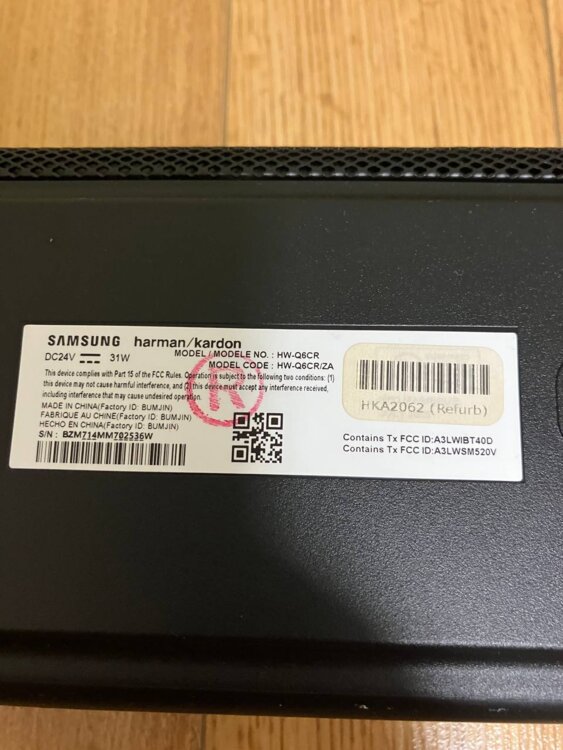 SAMSUNG harman/kardon
DC24V ⎓ 31W
MODEL / MODELE NO. : HW-Q6CR
MODEL CODE : HW-Q6CR/ZA
This device complies with Part 15 of the FCC Rules. Operation is subject to the following two conditions: (1)
this device may not cause harmful interference, and (2) this device must accept any interference received,
including interference that may cause undesired operation.
MADE IN CHINA(Factory ID: BUMJIN)
FABRIQUE AU CHINE(Factory ID: BUMJIN)
HECHO EN CHINA(Factory ID: BUMJIN)
S/N : BZM714MM702536W
R
HKA2062 (Refurb)
Contains Tx FCC ID:A3LWIBT40D
Contains Tx FCC ID:A3LWSM520V